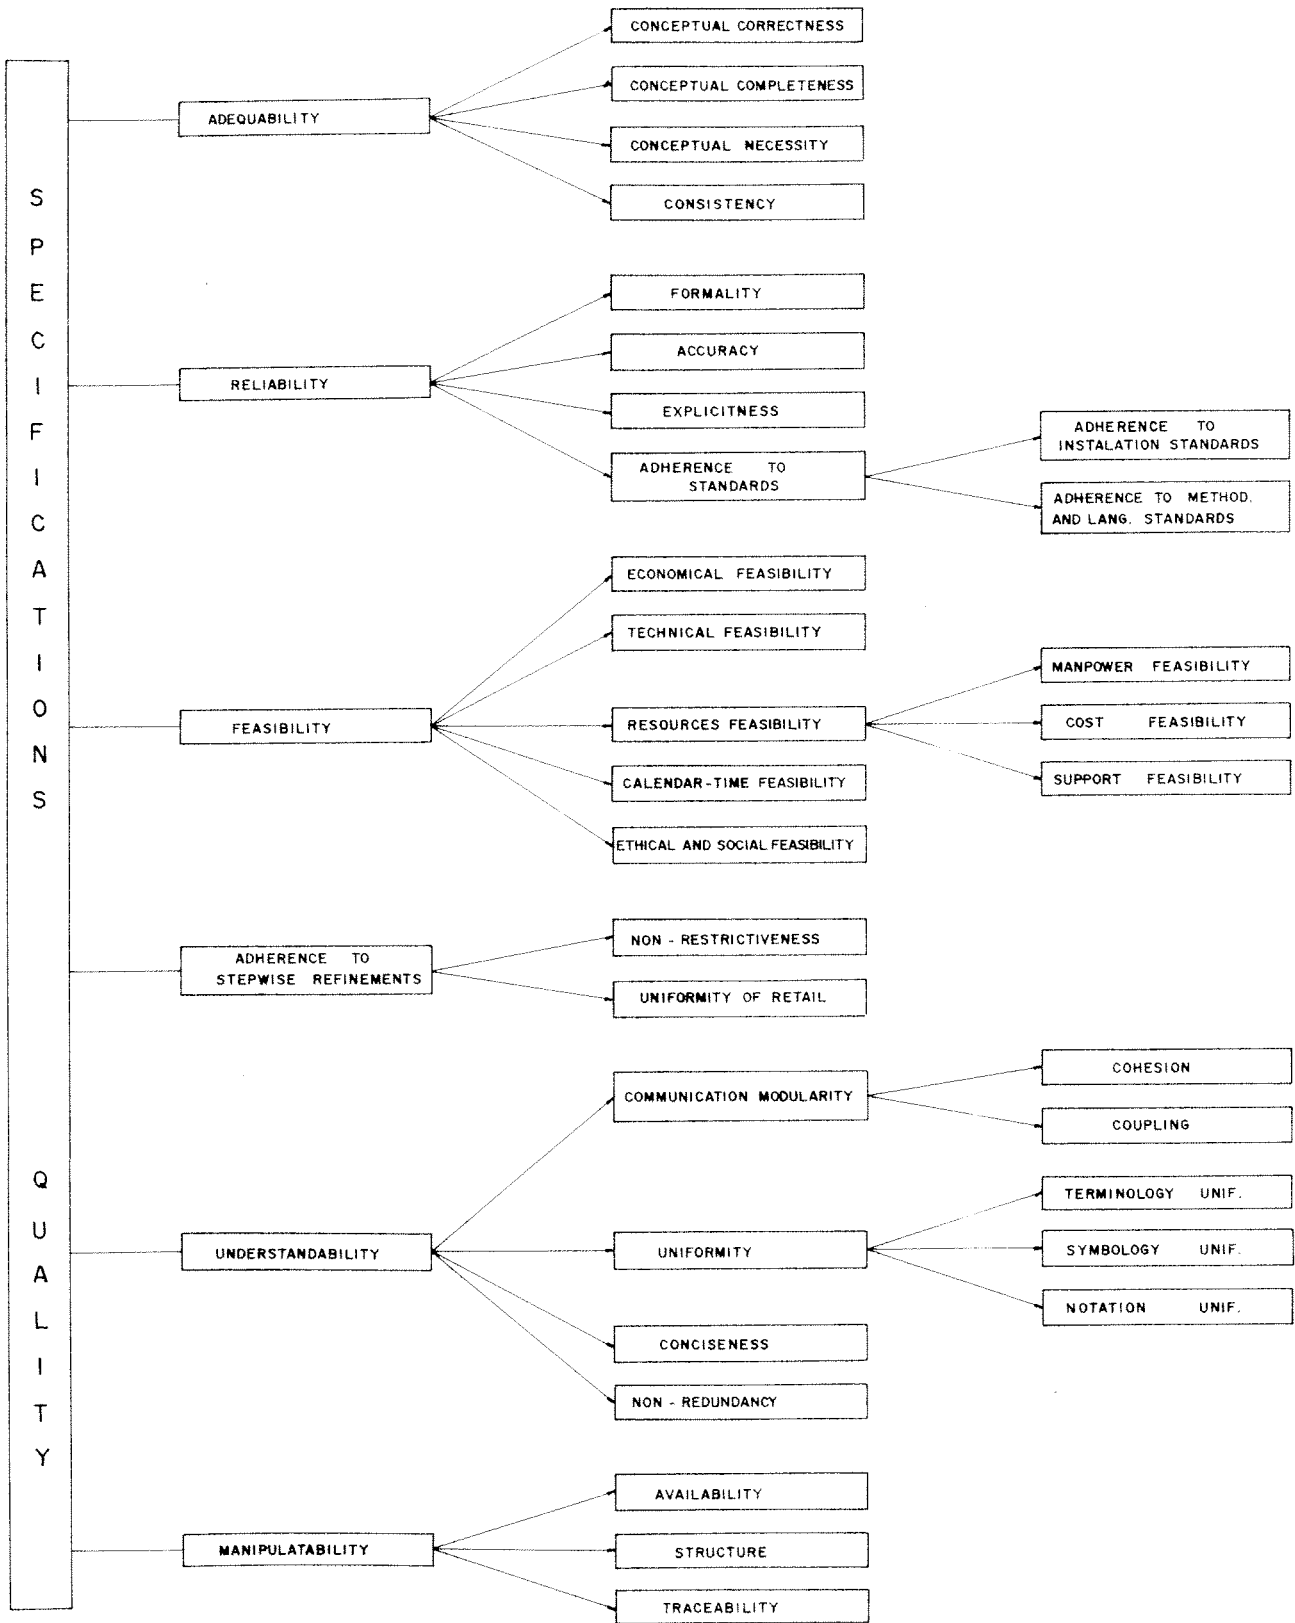 SPECIFICATIONS QUALITY
ADEQUABILITY
CONCEPTUAL CORRECTNESS
CONCEPTUAL COMPLETENESS
CONCEPTUAL NECESSITY
CONSISTENCY
RELIABILITY
FORMALITY
ACCURACY
EXPLICITNESS
ADHERENCE TO
STANDARDS
ADHERENCE TO
INSTALATION STANDARDS
ADHERENCE TO METHOD.
AND LANG. STANDARDS
FEASIBILITY
ECONOMICAL FEASIBILITY
TECHNICAL FEASIBILITY
RESOURCES FEASIBILITY
MANPOWER FEASIBILITY
COST FEASIBILITY
SUPPORT FEASIBILITY
CALENDAR-TIME FEASIBILITY
ETHICAL AND SOCIAL FEASIBILITY
ADHERENCE TO
STEPWISE REFINEMENTS
NON - RESTRICTIVENESS
UNIFORMITY OF RETAIL
UNDERSTANDABILITY
COMMUNICATION MODULARITY
COHESION
COUPLING
UNIFORMITY
TERMINOLOGY UNIF.
SYMBOLOGY UNIF.
NOTATION UNIF.
CONCISENESS
NON - REDUNDANCY
MANIPULATABILITY
AVAILABILITY
STRUCTURE
TRACEABILITY